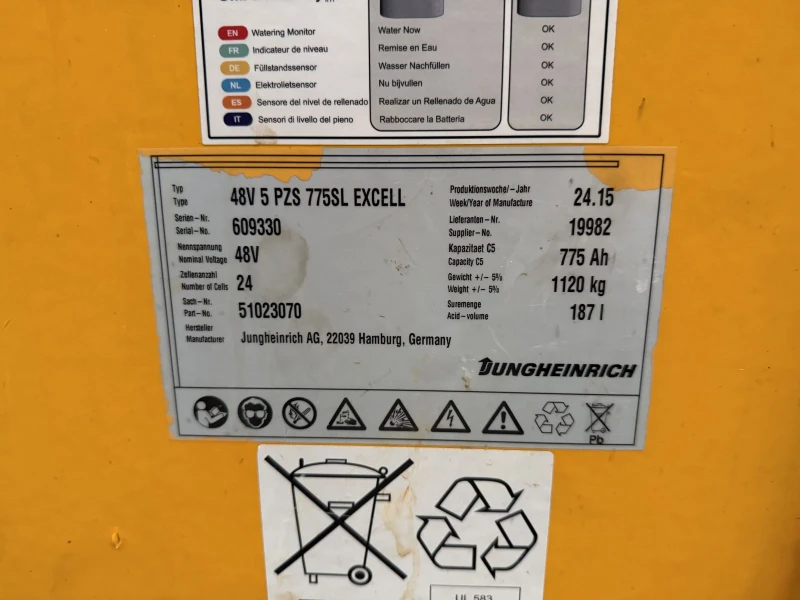 EN Watering Monitor Water Now OK
FR Indicateur de niveau Remise en Eau OK
DE Füllstandssensor Wasser Nachfüllen OK
NL Elektrolietsensor Nu bijvullen OK
ES Sensore del nivel de rellenado Realizar un Rellenado de Agua OK
IT Sensori di livello del pieno Rabboccare la Batteria OK
Typ
Type 48V 5 PZS 775SL EXCELL
Serien-Nr.
Serial-No. 609330
Nennspannung
Nominal Voltage 48V
Zellenanzahl
Number of Cells 24
Sach-Nr.
Part-No. 51023070
Hersteller
Manufacturer Jungheinrich AG, 22039 Hamburg, Germany
Produktionswoche/-Jahr
Week/Year of Manufacture 24.15
Lieferanten-Nr.
Supplier-No. 19982
Kapazitaet C5
Capacity C5 775 Ah
Gewicht +/- 5%
Weight +/- 5% 1120 kg
Suremenge
Acid-volume 187 l
JUNGHEINRICH
Pb